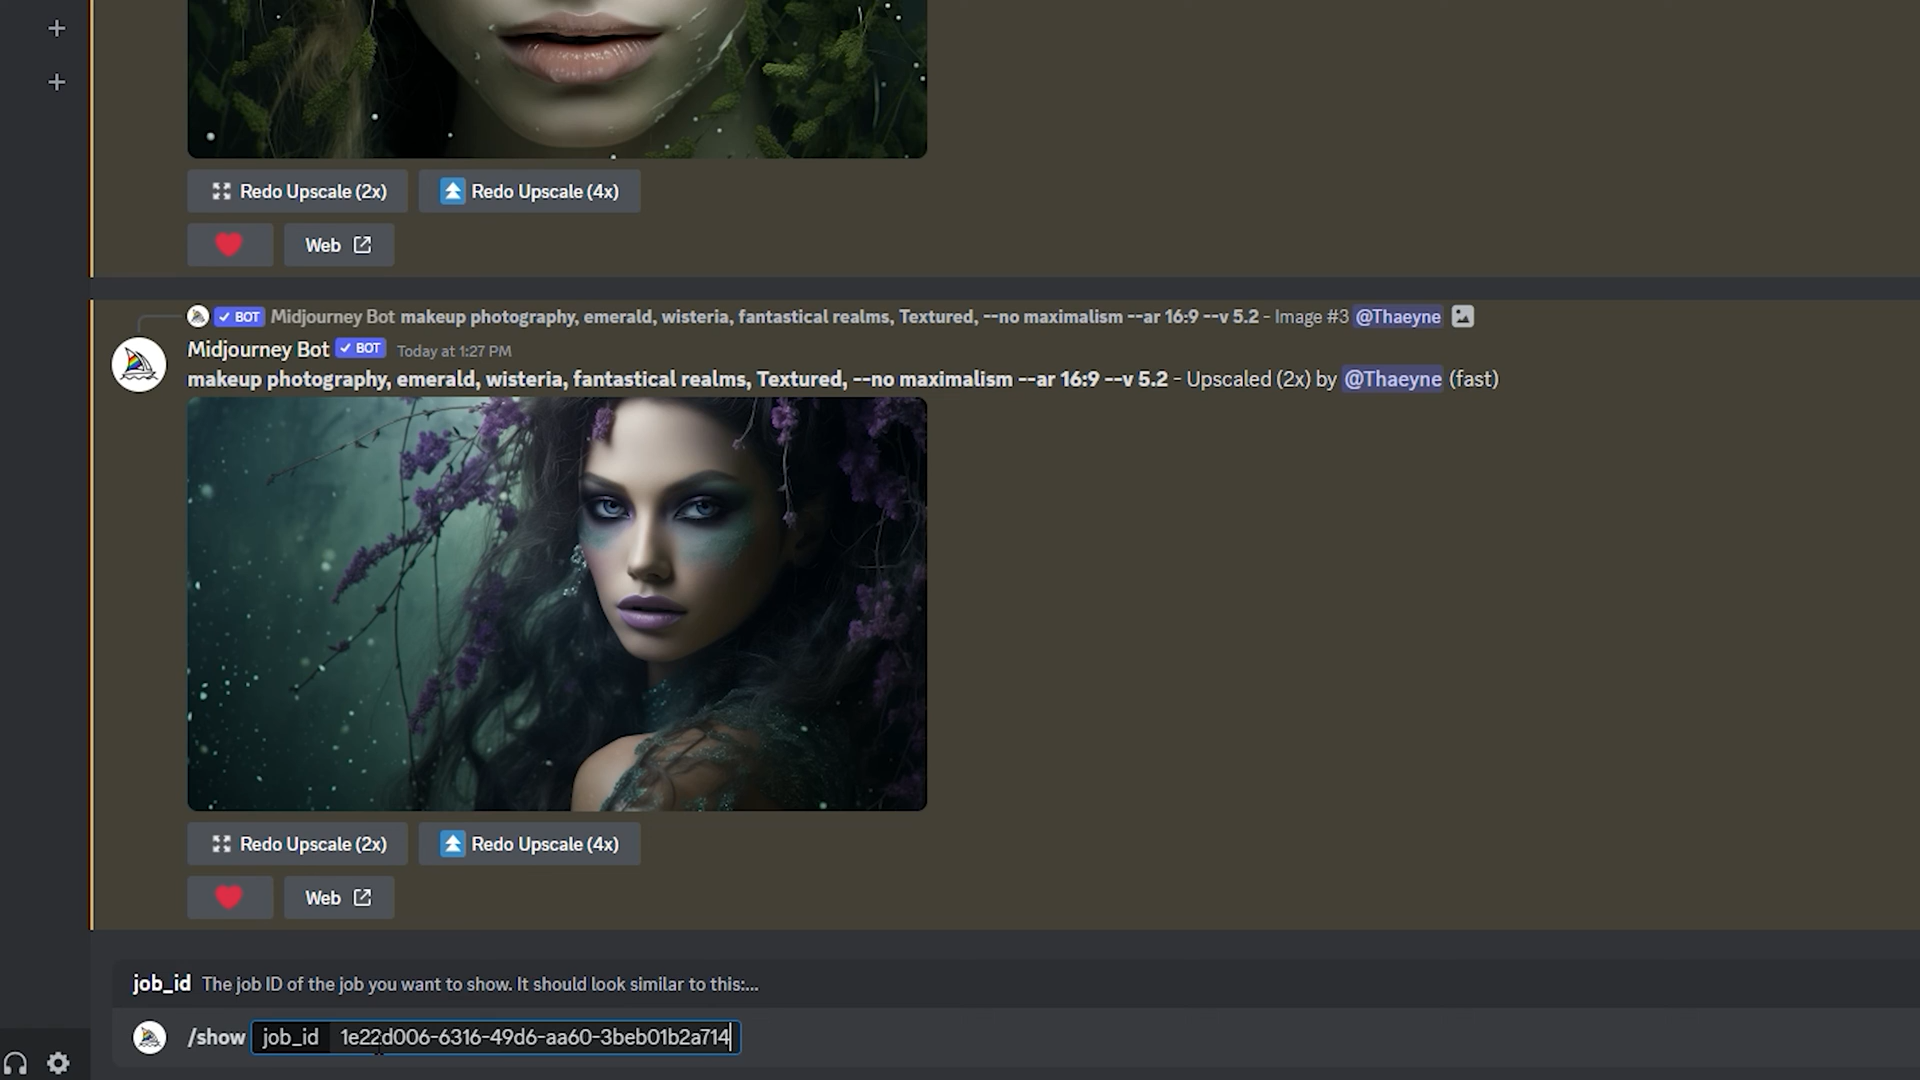 Redo Upscale (2x) Redo Upscale (4x)
Web
BOT Midjourney Bot makeup photography, emerald, wisteria, fantastical realms, Textured, --no maximalism --ar 16:9 --v 5.2 - Image #3 @Thaeyne
Midjourney Bot BOT Today at 1:27 PM
makeup photography, emerald, wisteria, fantastical realms, Textured, --no maximalism --ar 16:9 --v 5.2 - Upscaled (2x) by @Thaeyne (fast)
Redo Upscale (2x) Redo Upscale (4x)
Web
job_id The job ID of the job you want to show. It should look similar to this:...
/show job_id 1e22d006-6316-49d6-aa60-3beb01b2a714